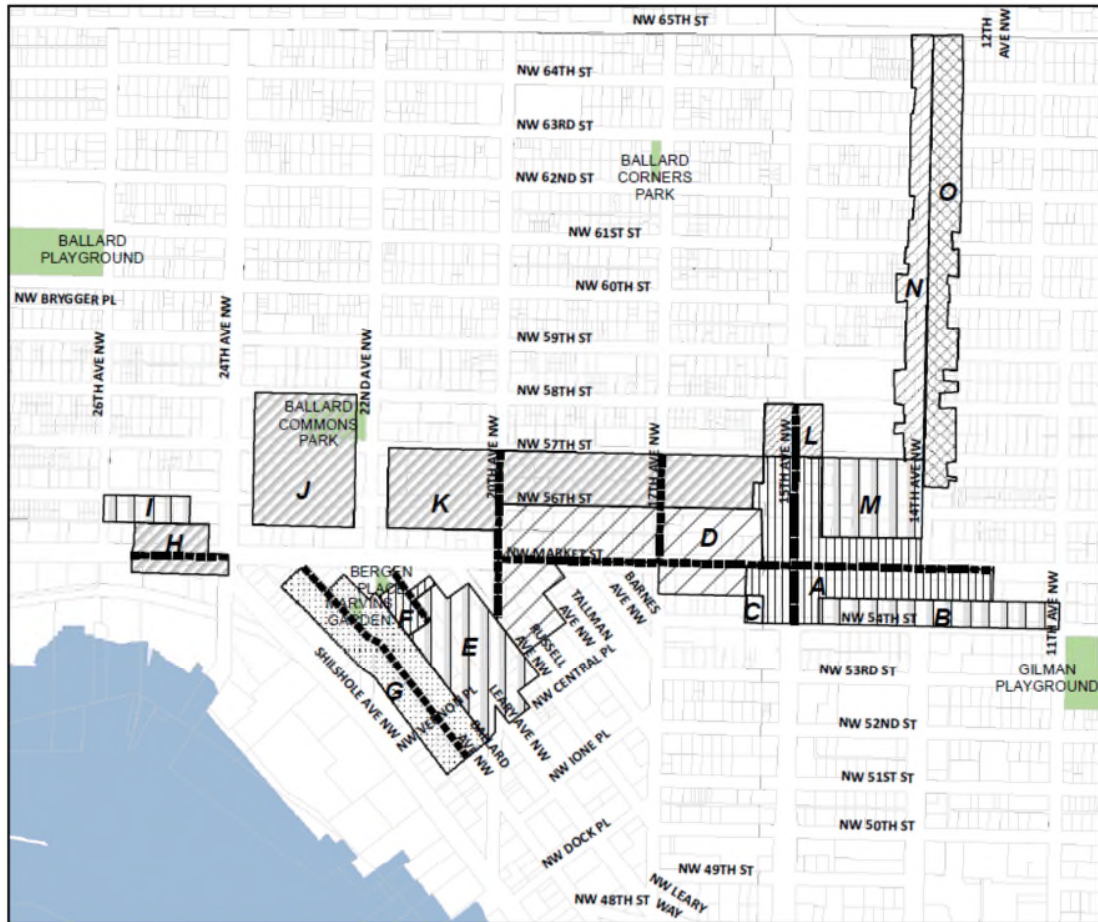 NW 65TH ST
12TH
AVE NW
NW 64TH ST
NW 63RD ST
BALLARD
CORNERS
PARK
NW 62ND ST
O
NW 61ST ST
BALLARD
PLAYGROUND
NW 60TH ST
N
NW BRYGGER PL
NW 59TH ST
24TH AVE NW
26TH AVE NW
22ND AVE NW
NW 58TH ST
BALLARD
COMMONS
PARK
L
NW 57TH ST
20TH AVE NW
17TH AVE NW
15TH AVE NW
14TH AVE NW
J
K
NW 56TH ST
M
I
H
D
NW MARKET ST
BERGEN
PLACE
MARVINS
GARDEN
F
BARNES
AVE NW
TALLMAN
AVE NW
RUSSELL
AVE NW
A
C
NW 54TH ST
B
11TH AVE NW
E
NW CENTRAL PL
NW 53RD ST
GILMAN
PLAYGROUND
SHILSHOLE AVE NW
G
NW VERNON PL
LEARY AVE NW
BALLARD
AVE NW
NW 52ND ST
NW IONE PL
NW 51ST ST
NW 50TH ST
NW DOCK PL
NW 49TH ST
NW 48TH ST
NW LEARY
WAY